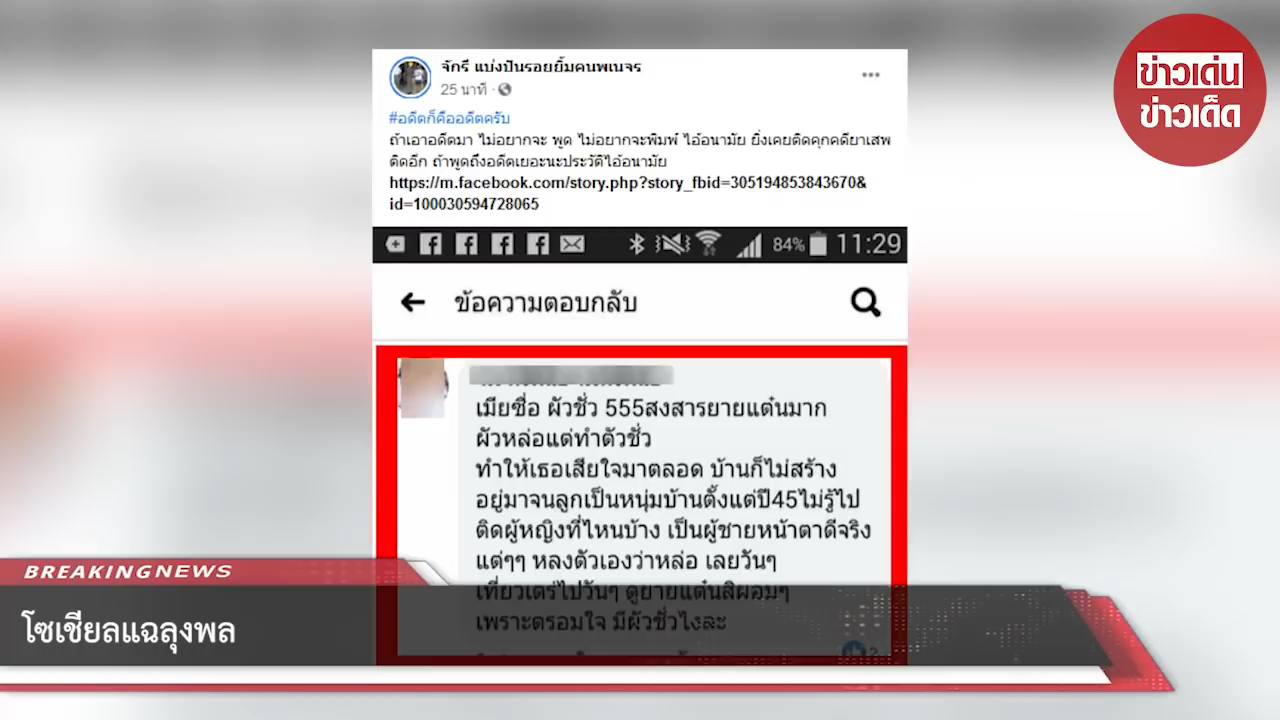 ข่าวเด่น
ข่าวเด็ด
จักรี แบ่งปันรอยยิ้มคนพเนจร
25 นาที ·
#อดีตก็คืออดีตครับ
ถ้าเอาอดีตมา ไม่อยากจะ พูด ไม่อยากจะพิมพ์ ไอ้อนามัย ยิ่งเคยติดคุกคดียาเสพ
ติดอีก ถ้าพูดถึงอดีตเยอะนะประวัติไอ้อนามัย
https://m.facebook.com/story.php?story_fbid=305194853843670&
id=100030594728065
84% 11:29
ข้อความตอบกลับ
เมียซื่อ ผัวชั่ว 555สงสารยายแต๋นมาก
ผัวหล่อแต่ทำตัวชั่ว
ทำให้เธอเสียใจมาตลอด บ้านก็ไม่สร้าง
อยู่มาจนลูกเป็นหนุ่มบ้านตั้งแต่ปี45ไม่รู้ไป
ติดผู้หญิงที่ไหนบ้าง เป็นผู้ชายหน้าตาดีจริง
แต่ๆๆ หลงตัวเองว่าหล่อ เลยวันๆ
เที่ยวเตร่ไปวันๆ ดูยายแต๋นสิผอมๆ
เพราะตรอมใจ มีผัวชั่วไงละ
BREAKING NEWS
โซเชียลแฉลุงพล